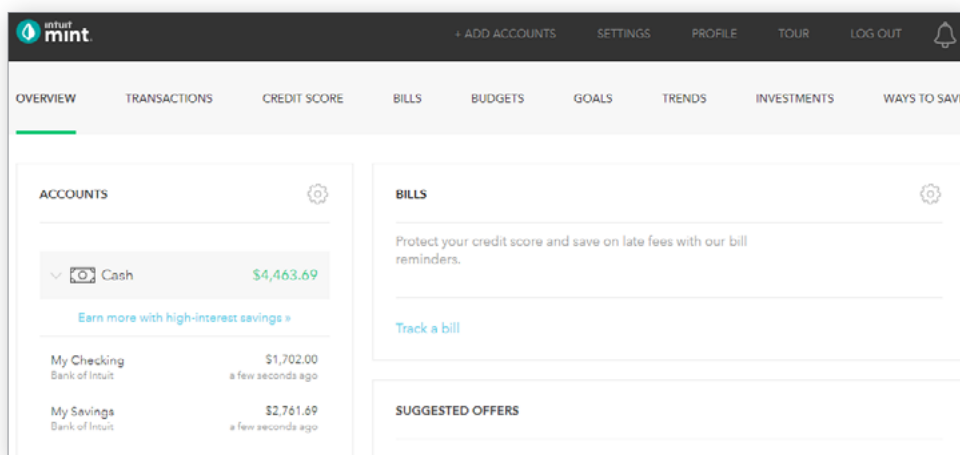 intuit
mint.
+ ADD ACCOUNTS SETTINGS PROFILE TOUR LOG OUT
OVERVIEW TRANSACTIONS CREDIT SCORE BILLS BUDGETS GOALS TRENDS INVESTMENTS WAYS TO SAV
ACCOUNTS
Cash $4,463.69
Earn more with high-interest savings »
My Checking $1,702.00
Bank of Intuit a few seconds ago
My Savings $2,761.69
Bank of Intuit a few seconds ago
BILLS
Protect your credit score and save on late fees with our bill
reminders.
Track a bill
SUGGESTED OFFERS